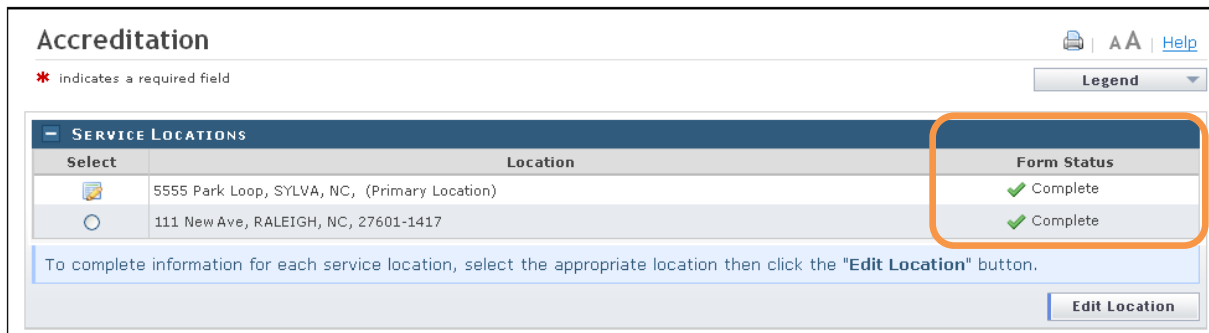 Accreditation
A A | Help
* indicates a required field
Legend
SERVICE LOCATIONS
Select Location Form Status
5555 Park Loop, SYLVA, NC, (Primary Location) Complete
111 New Ave, RALEIGH, NC, 27601-1417 Complete
To complete information for each service location, select the appropriate location then click the "Edit Location" button.
Edit Location